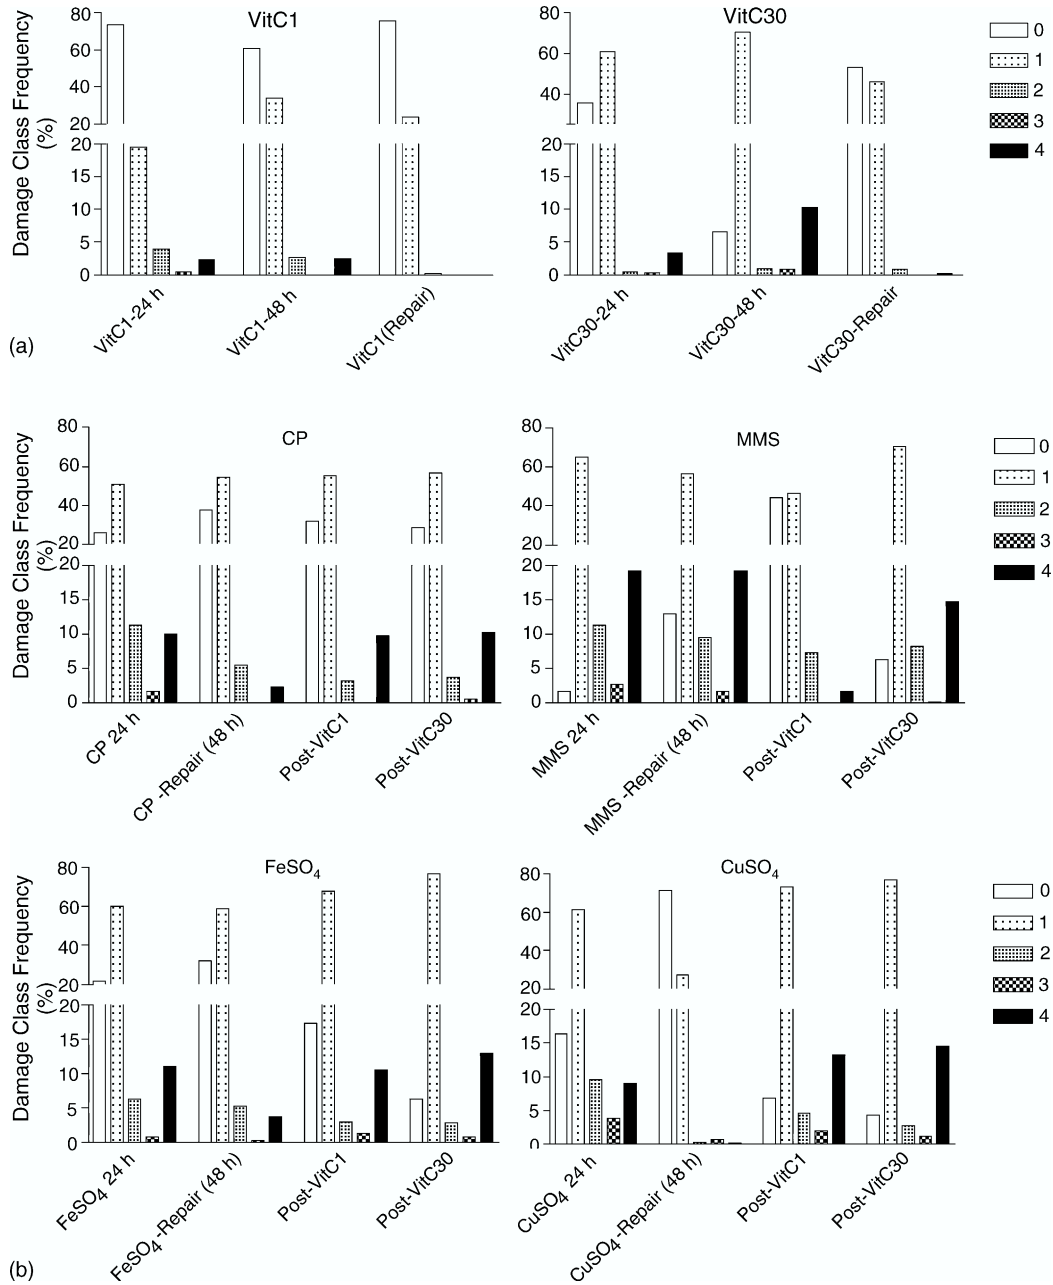 VitC1
VitC30
Damage Class Frequency
(%)
80
60
40
20
20
15
10
5
0
VitC1-24 h
VitC1-48 h
VitC1(Repair)
80
60
40
20
15
10
5
0
VitC30-24 h
VitC30-48 h
VitC30-Repair
0
1
2
3
4
(a)
CP
MMS
Damage Class Frequency
(%)
80
60
40
20
20
15
10
5
0
CP 24 h
CP -Repair (48 h)
Post-VitC1
Post-VitC30
80
60
40
20
20
15
10
5
0
MMS 24 h
MMS -Repair (48 h)
Post-VitC1
Post-VitC30
0
1
2
3
4
FeSO4
CuSO4
Damage Class Frequency
(%)
80
60
40
20
20
15
10
5
0
FeSO4 24 h
FeSO4-Repair (48 h)
Post-VitC1
Post-VitC30
80
60
40
20
20
15
10
5
0
CuSO4 24 h
CuSO4-Repair (48 h)
Post-VitC1
Post-VitC30
0
1
2
3
4
(b)